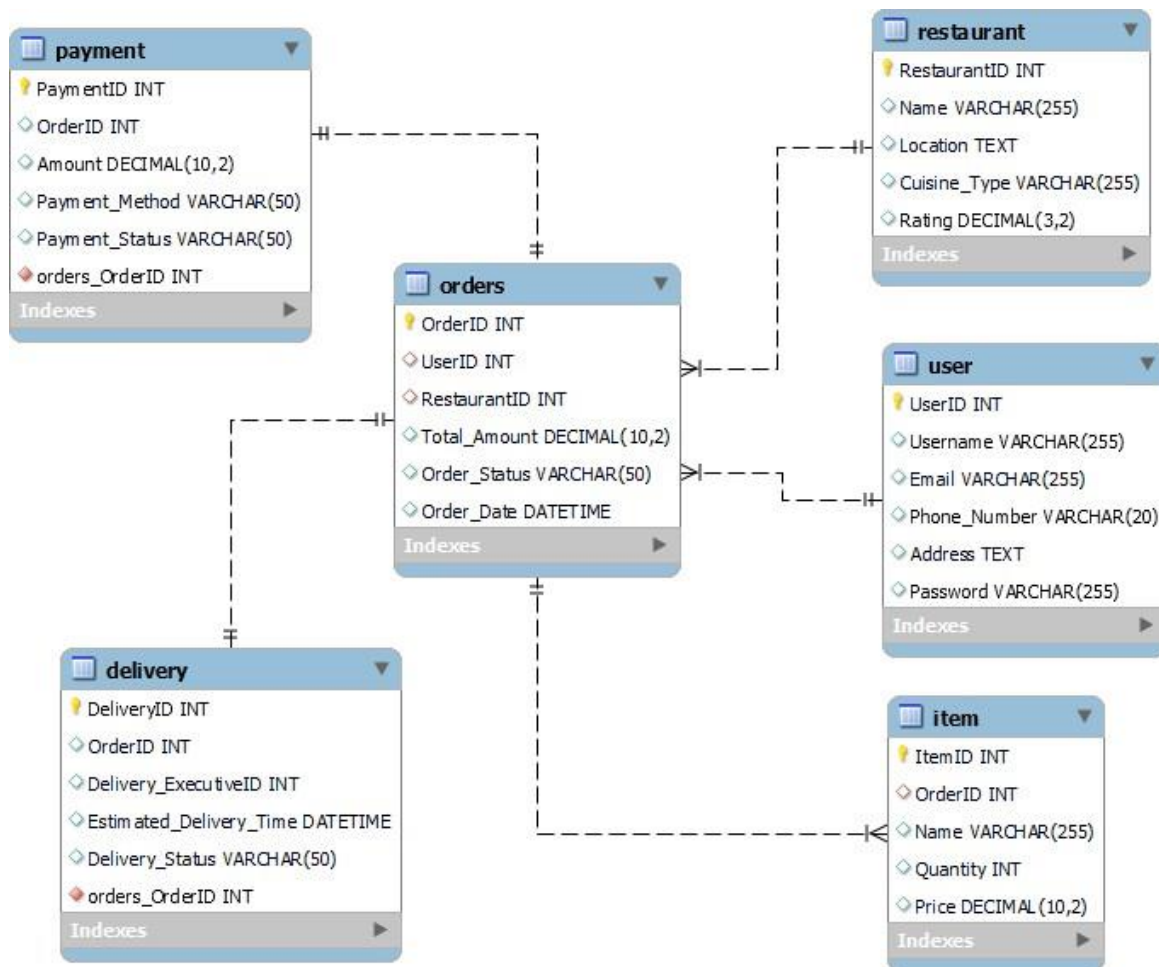 payment
PaymentID INT
OrderID INT
Amount DECIMAL(10,2)
Payment_Method VARCHAR(50)
Payment_Status VARCHAR(50)
orders_OrderID INT
Indexes
restaurant
RestaurantID INT
Name VARCHAR(255)
Location TEXT
Cuisine_Type VARCHAR(255)
Rating DECIMAL(3,2)
Indexes
orders
OrderID INT
UserID INT
RestaurantID INT
Total_Amount DECIMAL(10,2)
Order_Status VARCHAR(50)
Order_Date DATETIME
Indexes
user
UserID INT
Username VARCHAR(255)
Email VARCHAR(255)
Phone_Number VARCHAR(20)
Address TEXT
Password VARCHAR(255)
Indexes
delivery
DeliveryID INT
OrderID INT
Delivery_ExecutiveID INT
Estimated_Delivery_Time DATETIME
Delivery_Status VARCHAR(50)
orders_OrderID INT
Indexes
item
ItemID INT
OrderID INT
Name VARCHAR(255)
Quantity INT
Price DECIMAL(10,2)
Indexes